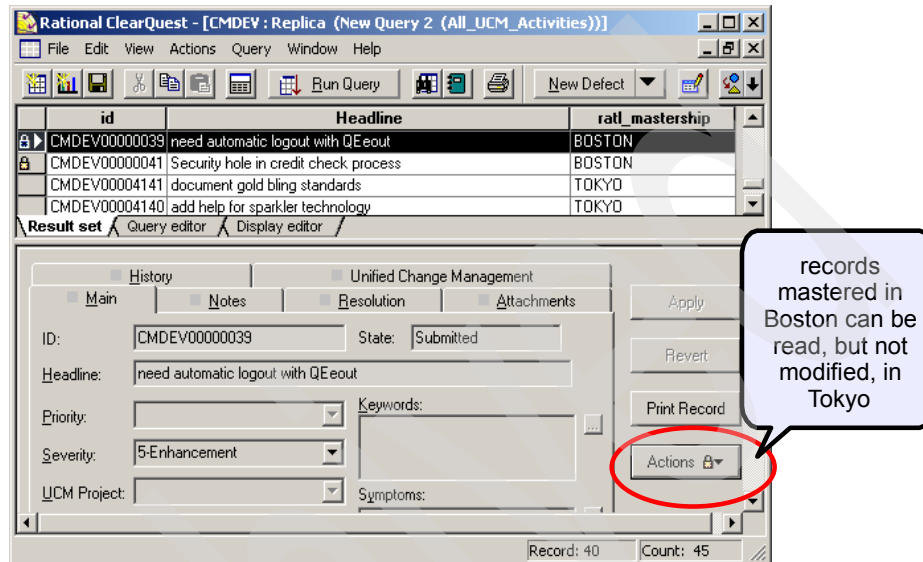 Rational ClearQuest - [CMDEV : Replica (New Query 2 (All_UCM_Activities))]
File Edit View Actions Query Window Help
Run Query New Defect
id Headline ratl_mastership
CMDEV00000039 need automatic logout with QEeout BOSTON
CMDEV00000041 Security hole in credit check process BOSTON
CMDEV00004141 document gold bling standards TOKYO
CMDEV00004140 add help for sparkler technology TOKYO
Result set Query editor Display editor
History Unified Change Management
Main Notes Resolution Attachments
Apply
ID: CMDEV00000039 State: Submitted
Revert
Headline: need automatic logout with QEeout
Priority: Keywords: ...
Print Record
Severity: 5-Enhancement
Actions
UCM Project: Symptoms:
Record: 40 Count: 45
records
mastered in
Boston can be
read, but not
modified, in
Tokyo